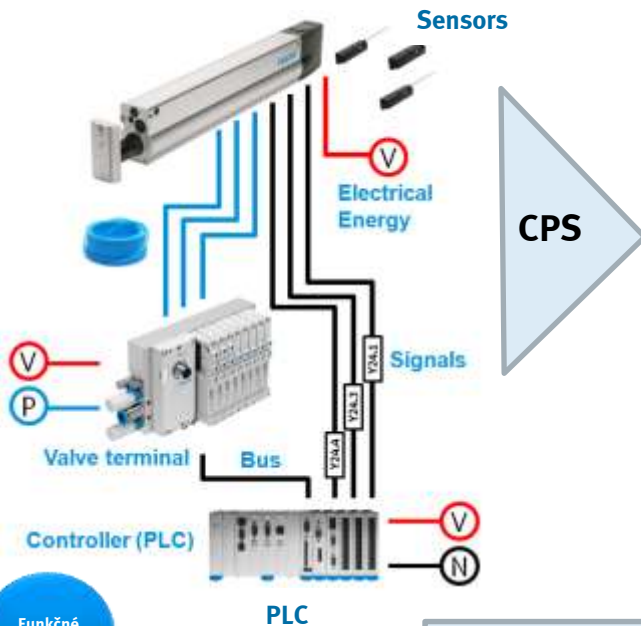 Sensors
V
Electrical
Energy
CPS
V
P
Signals
Y24.1
Y24.3
Y24.4
Valve terminal
Bus
Controller (PLC)
V
N
PLC
Funkčné